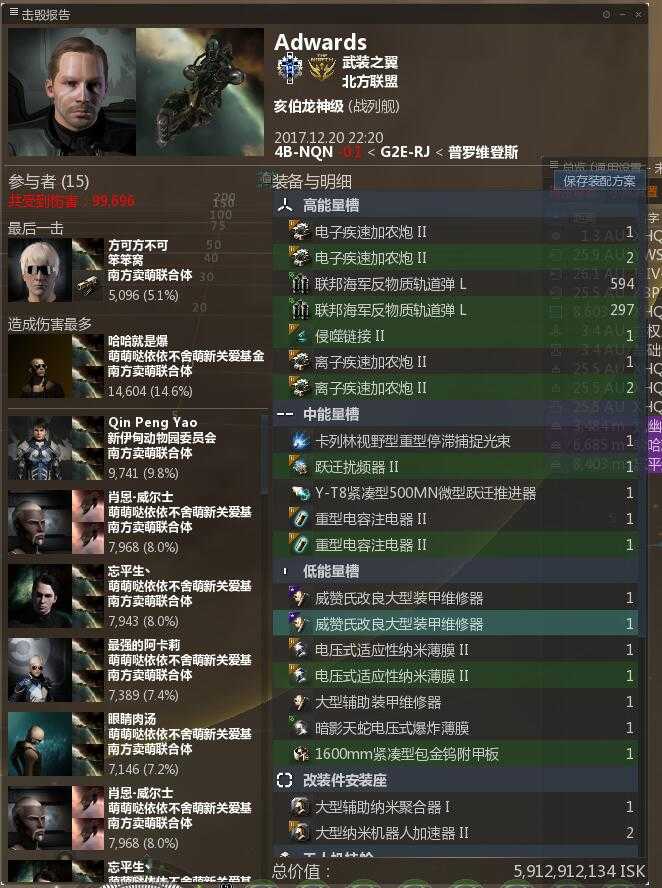 击毁报告
Adwards
THE NORTH
武装之翼
北方联盟
亥伯龙神级 (战列舰)
2017.12.20 22:20
4B-NQN -0.1 < G2E-RJ < 普罗维登斯
参与者 (15)
共受到伤害：99,696
最后一击
方可方不可
笨笨窝
南方卖萌联合体
5,096 (5.1%)
造成伤害最多
哈哈就是爆
萌萌哒依依不舍萌新关爱基金
南方卖萌联合体
14,604 (14.6%)
Qin Peng Yao
新伊甸动物园委员会
南方卖萌联合体
9,741 (9.8%)
肖恩-威尔士
萌萌哒依依不舍萌新关爱基
南方卖萌联合体
7,968 (8.0%)
忘平生、
萌萌哒依依不舍萌新关爱基
南方卖萌联合体
7,943 (8.0%)
最强的阿卡莉
萌萌哒依依不舍萌新关爱基
南方卖萌联合体
7,389 (7.4%)
眼睛肉汤
萌萌哒依依不舍萌新关爱基
南方卖萌联合体
7,146 (7.2%)
肖恩-威尔士
萌萌哒依依不舍萌新关爱基
南方卖萌联合体
7,968 (8.0%)
忘平生、
萌萌哒依依不舍萌新关爱基
200
150
100
75
50
40
30
20
装备与明细
保存装配方案
高能量槽
电子疾速加农炮 II 1
电子疾速加农炮 II 2
联邦海军反物质轨道弹 L 594
联邦海军反物质轨道弹 L 297
侵噬链接 II 1
离子疾速加农炮 II 1
离子疾速加农炮 II 2
中能量槽
卡列林视野型重型停滞捕捉光束 1
跃迁扰频器 II 1
Y-T8紧凑型500MN微型跃迁推进器 1
重型电容注电器 II 1
重型电容注电器 II 1
低能量槽
威赞氏改良大型装甲维修器 1
威赞氏改良大型装甲维修器 1
电压式适应性纳米薄膜 II 1
电压式适应性纳米薄膜 II 1
大型辅助装甲维修器 1
暗影天蛇电压式爆炸薄膜 1
1600mm紧凑型包金钨附甲板 1
改装件安装座
大型辅助纳米聚合器 I 1
大型纳米机器人加速器 II 2
总价值： 5,912,912,134 ISK